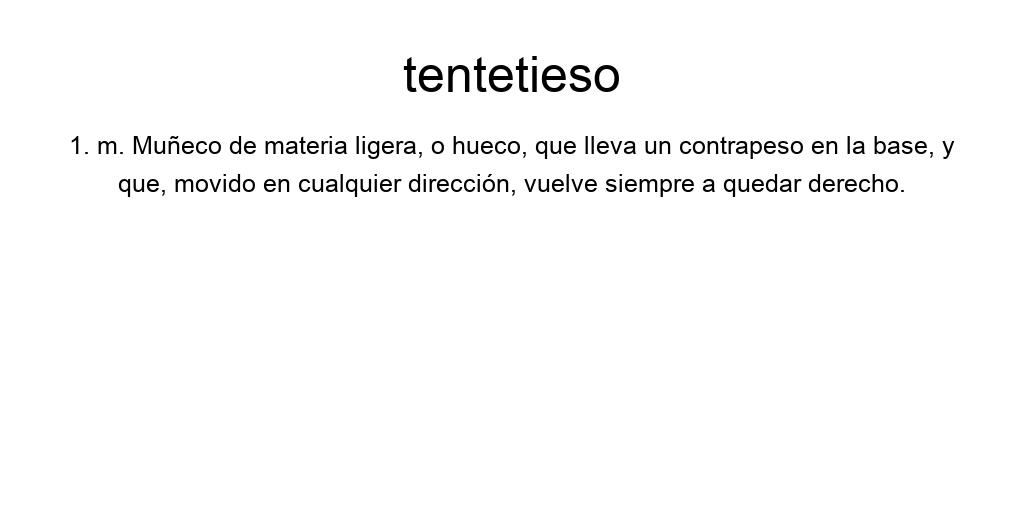 tentetieso
1. m. Muñeco de materia ligera, o hueco, que lleva un contrapeso en la base, y
que, movido en cualquier dirección, vuelve siempre a quedar derecho.